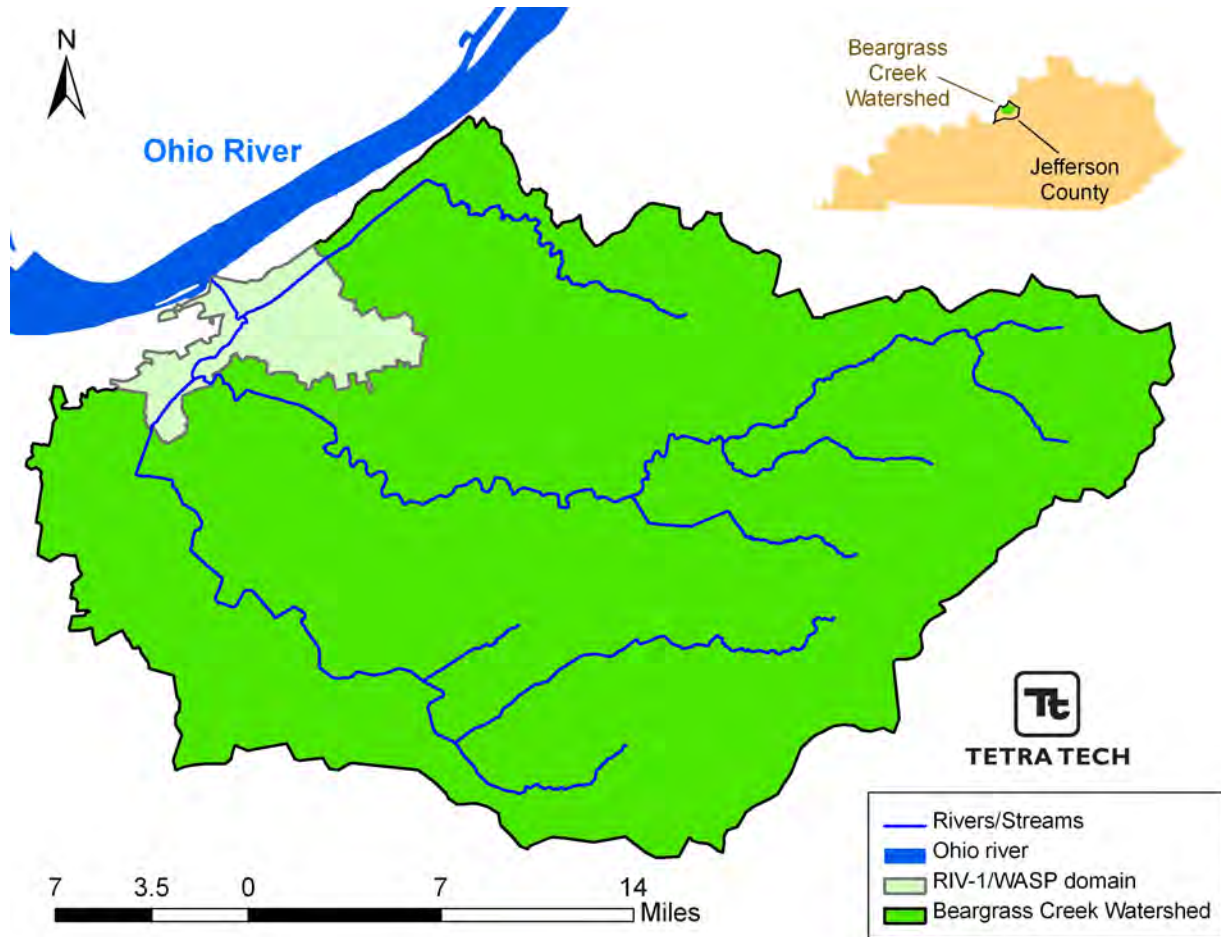 N
Ohio River
Beargrass
Creek
Watershed
Jefferson
County
Tt
TETRA TECH
Rivers/Streams
Ohio river
RIV-1/WASP domain
Beargrass Creek Watershed
7 3.5 0 7 14
Miles